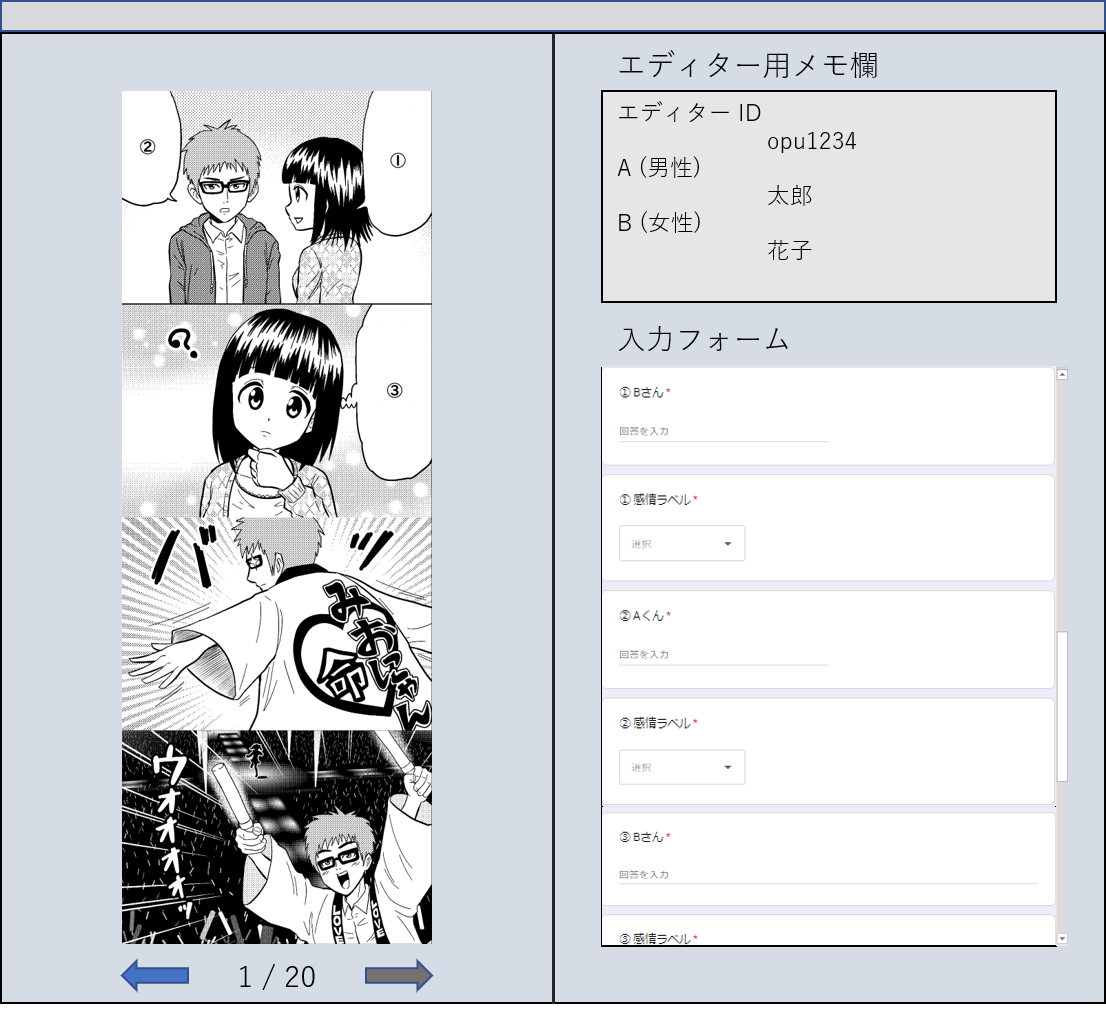 ②
①
?
③
バッ
みおにゃん
命
ウオオオオォッ
LOVE
LOVE
1 / 20
エディター用メモ欄
エディター ID
opu1234
A (男性)
太郎
B (女性)
花子
入力フォーム
① Bさん *
回答を入力
① 感情ラベル *
選択
② Aくん *
回答を入力
② 感情ラベル *
選択
③ Bさん *
回答を入力
③ 感情ラベル *